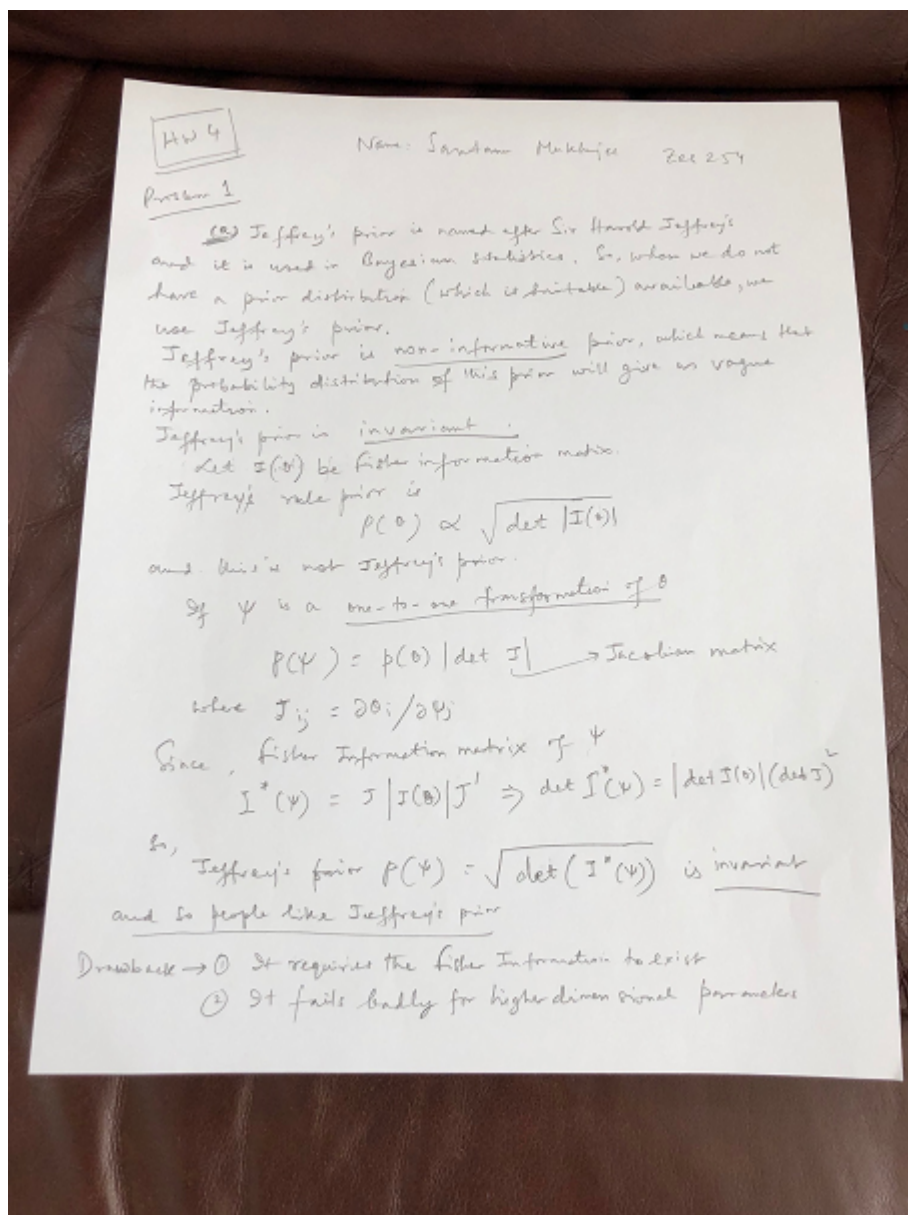 HW 4
Name: Mukherjee
Problem 1
(a) Jeffrey's prior is named after Sir Harold Jeffrey's
and it is used in Bayesian statistics. So, when we do not
have a prior distribution (which is suitable) available, we
use Jeffrey's prior.
Jeffrey's prior is non-informative prior, which means that
the probability distribution of this prior will give us vague
information.
Jeffrey's prior is invariant.
Let I(θ) be fisher information matrix.
Jeffrey's rule prior is
P(θ) ∝ √det |I(θ)|
and this is not Jeffrey's prior.
If ψ is a one-to-one transformation of θ
P(ψ) = p(θ) |det J| → Jacobian matrix
where J_ij = ∂θi/∂ψj
Since, fisher Information matrix of ψ
I*(ψ) = J |I(θ)| J' ⇒ det I*(ψ) = |det I(θ)| (det J)²
So,
Jeffrey's prior P(ψ) = √det(I*(ψ)) is invariant
and so people like Jeffrey's prior
Drawback → ① It requires the fisher Information to exist
② It fails badly for higher dimensional parameters